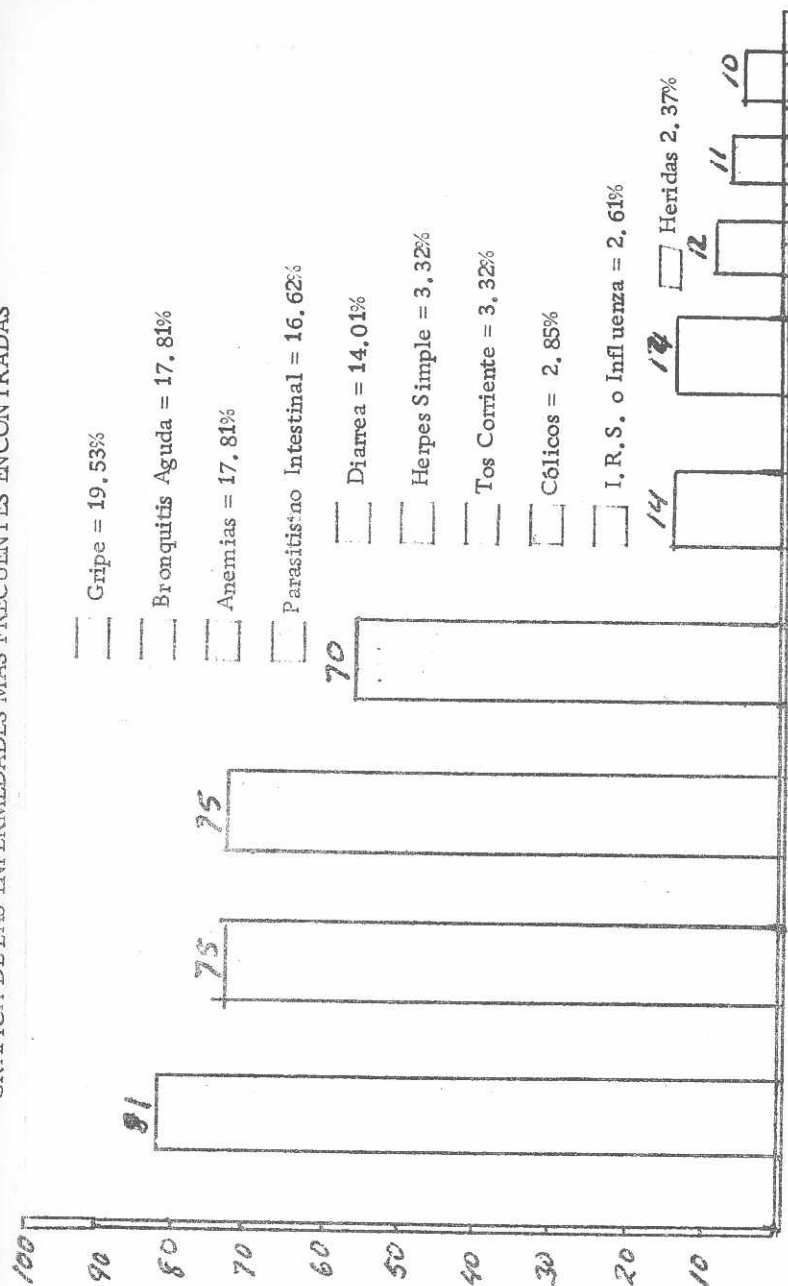 GRAFICA DE LAS ENFERMEDADES MAS FRECUENTES ENCONTRADAS
100
90
80
70
60
50
40
30
20
10
81
75
75
70
14
14
12
11
10
Gripe = 19,53%
Bronquitis Aguda = 17,81%
Anemias = 17,81%
Parasitismo Intestinal = 16,62%
Diarrea = 14,01%
Herpes Simple = 3,32%
Tos Corriente = 3,32%
Cólicos = 2,85%
I.R.S. o Influenza = 2,61%
Heridas 2,37%